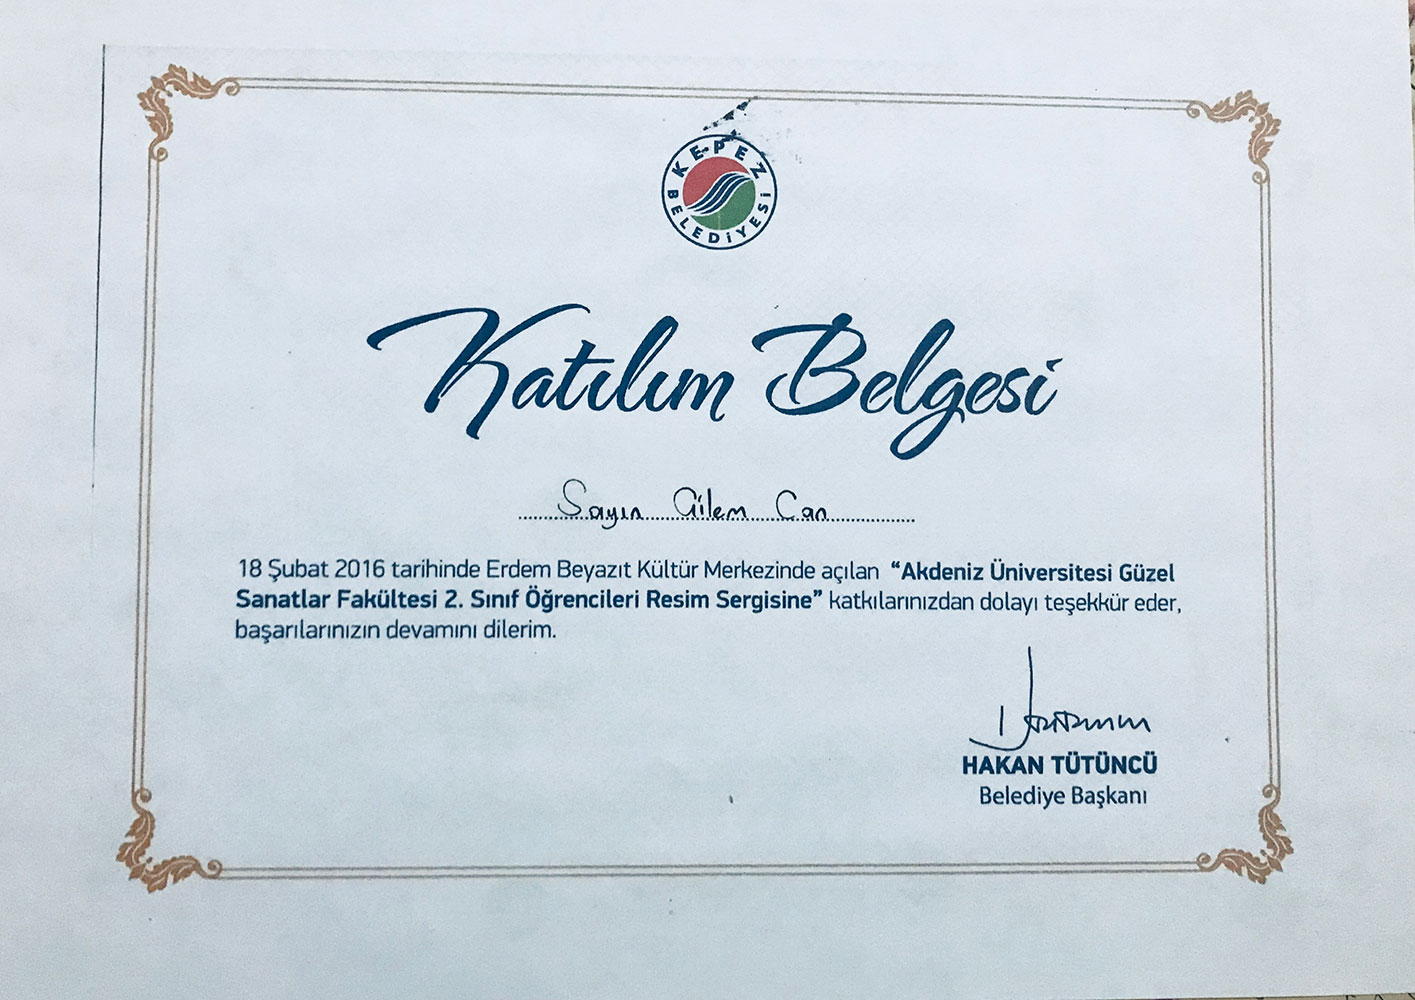 KEPEZ
BELEDİYESİ
Katılım Belgesi
Sayın Gilem Can
18 Şubat 2016 tarihinde Erdem Beyazıt Kültür Merkezinde açılan “Akdeniz Üniversitesi Güzel
Sanatlar Fakültesi 2. Sınıf Öğrencileri Resim Sergisine” katkılarınızdan dolayı teşekkür eder,
başarılarınızın devamını dilerim.
HAKAN TÜTÜNCÜ
Belediye Başkanı